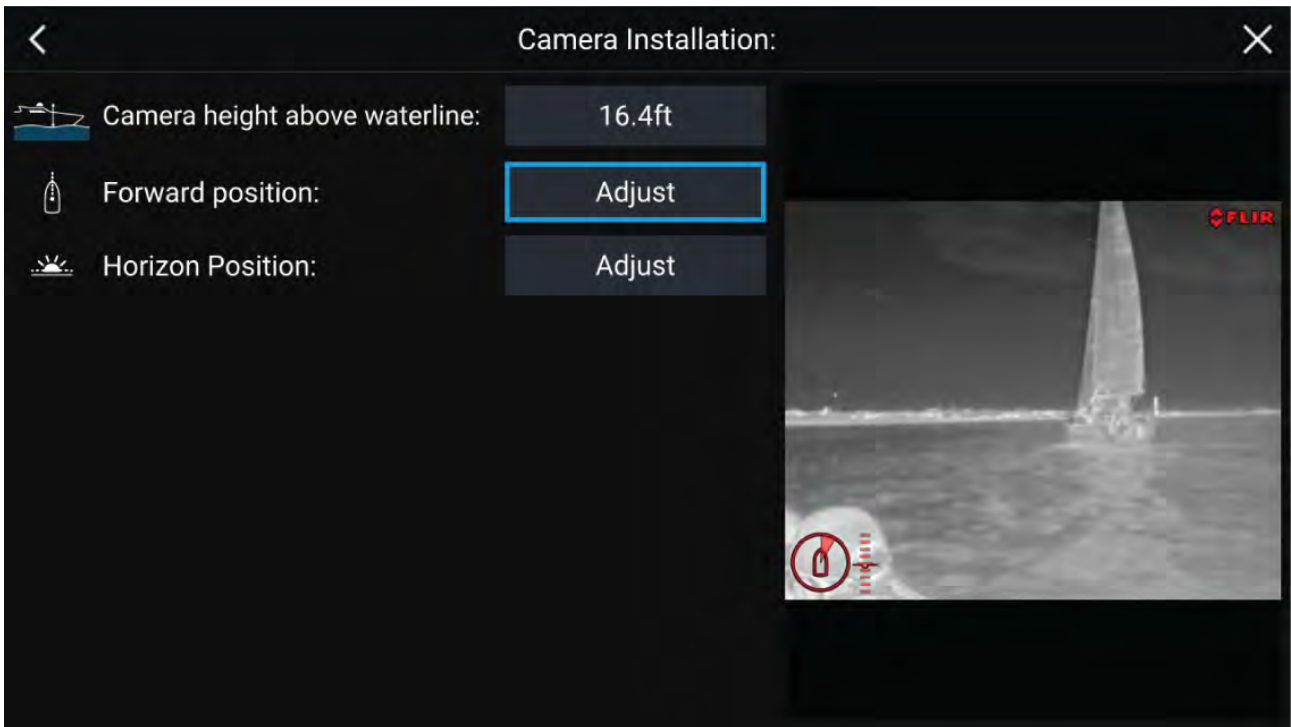 Camera Installation:
Camera height above waterline: 16.4ft
Forward position: Adjust
Horizon Position: Adjust
FLIR